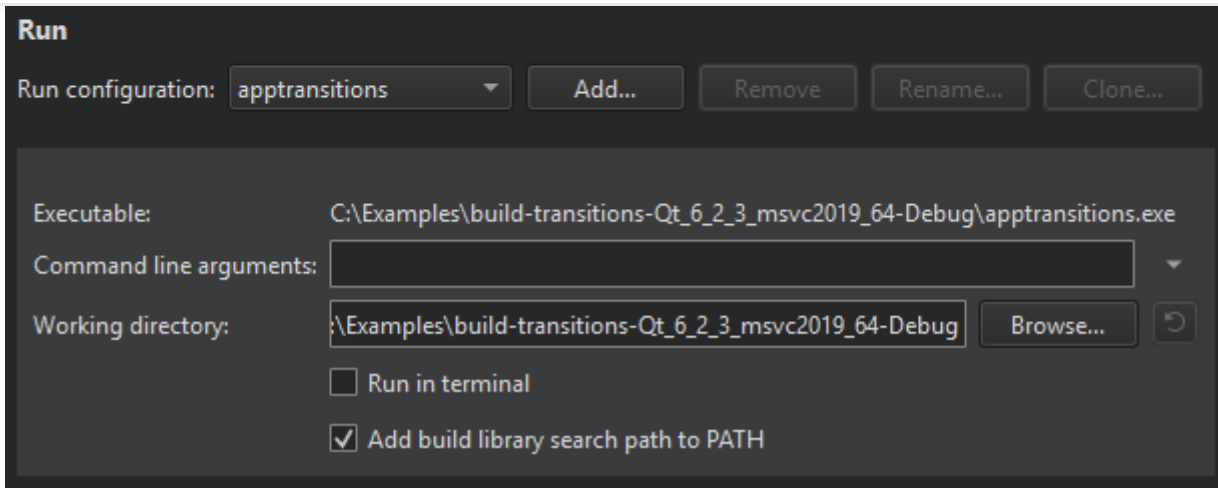 Run
Run configuration: apptransitions Add... Remove Rename... Clone...
Executable: C:\Examples\build-transitions-Qt_6_2_3_msvc2019_64-Debug\apptransitions.exe
Command line arguments:
Working directory: :\Examples\build-transitions-Qt_6_2_3_msvc2019_64-Debug Browse...
Run in terminal
Add build library search path to PATH